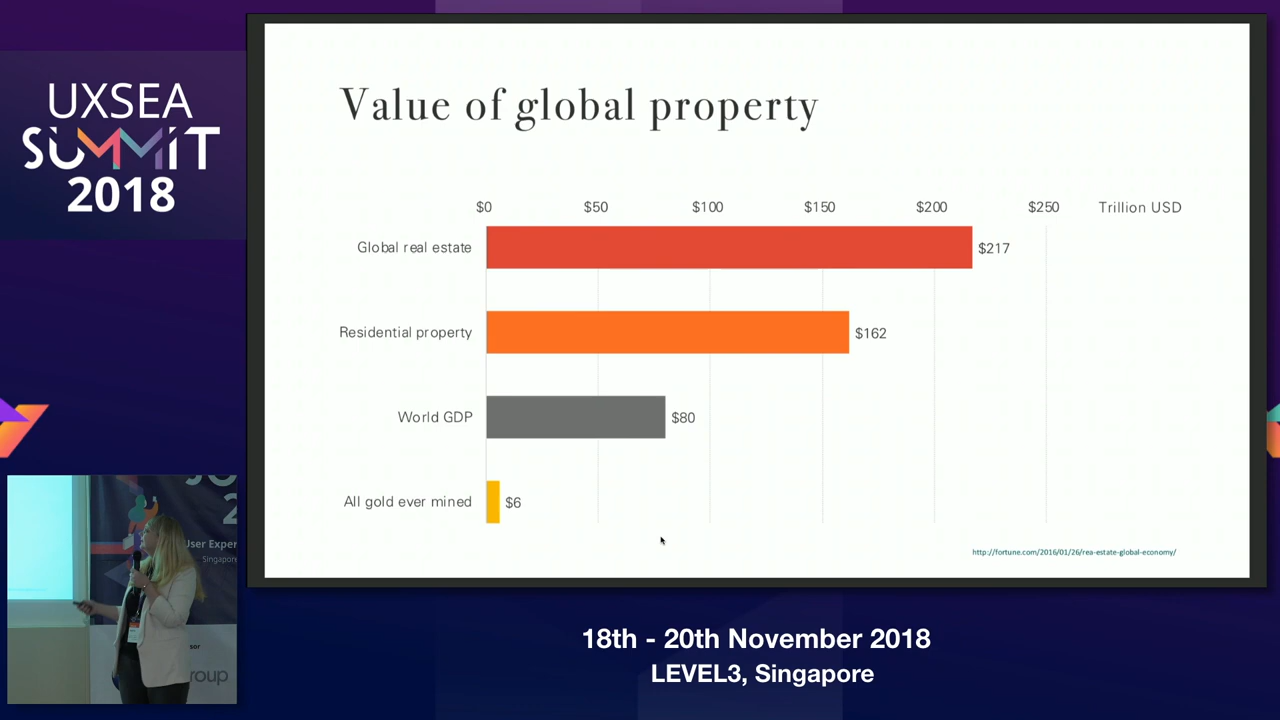 UXSEA
SUMMIT
2018
Value of global property
$0 $50 $100 $150 $200 $250 Trillion USD
Global real estate $217
Residential property $162
World GDP $80
All gold ever mined $6
http://fortune.com/2016/01/26/rea-estate-global-economy/
User Exper
Singapore
roup
18th - 20th November 2018
LEVEL3, Singapore